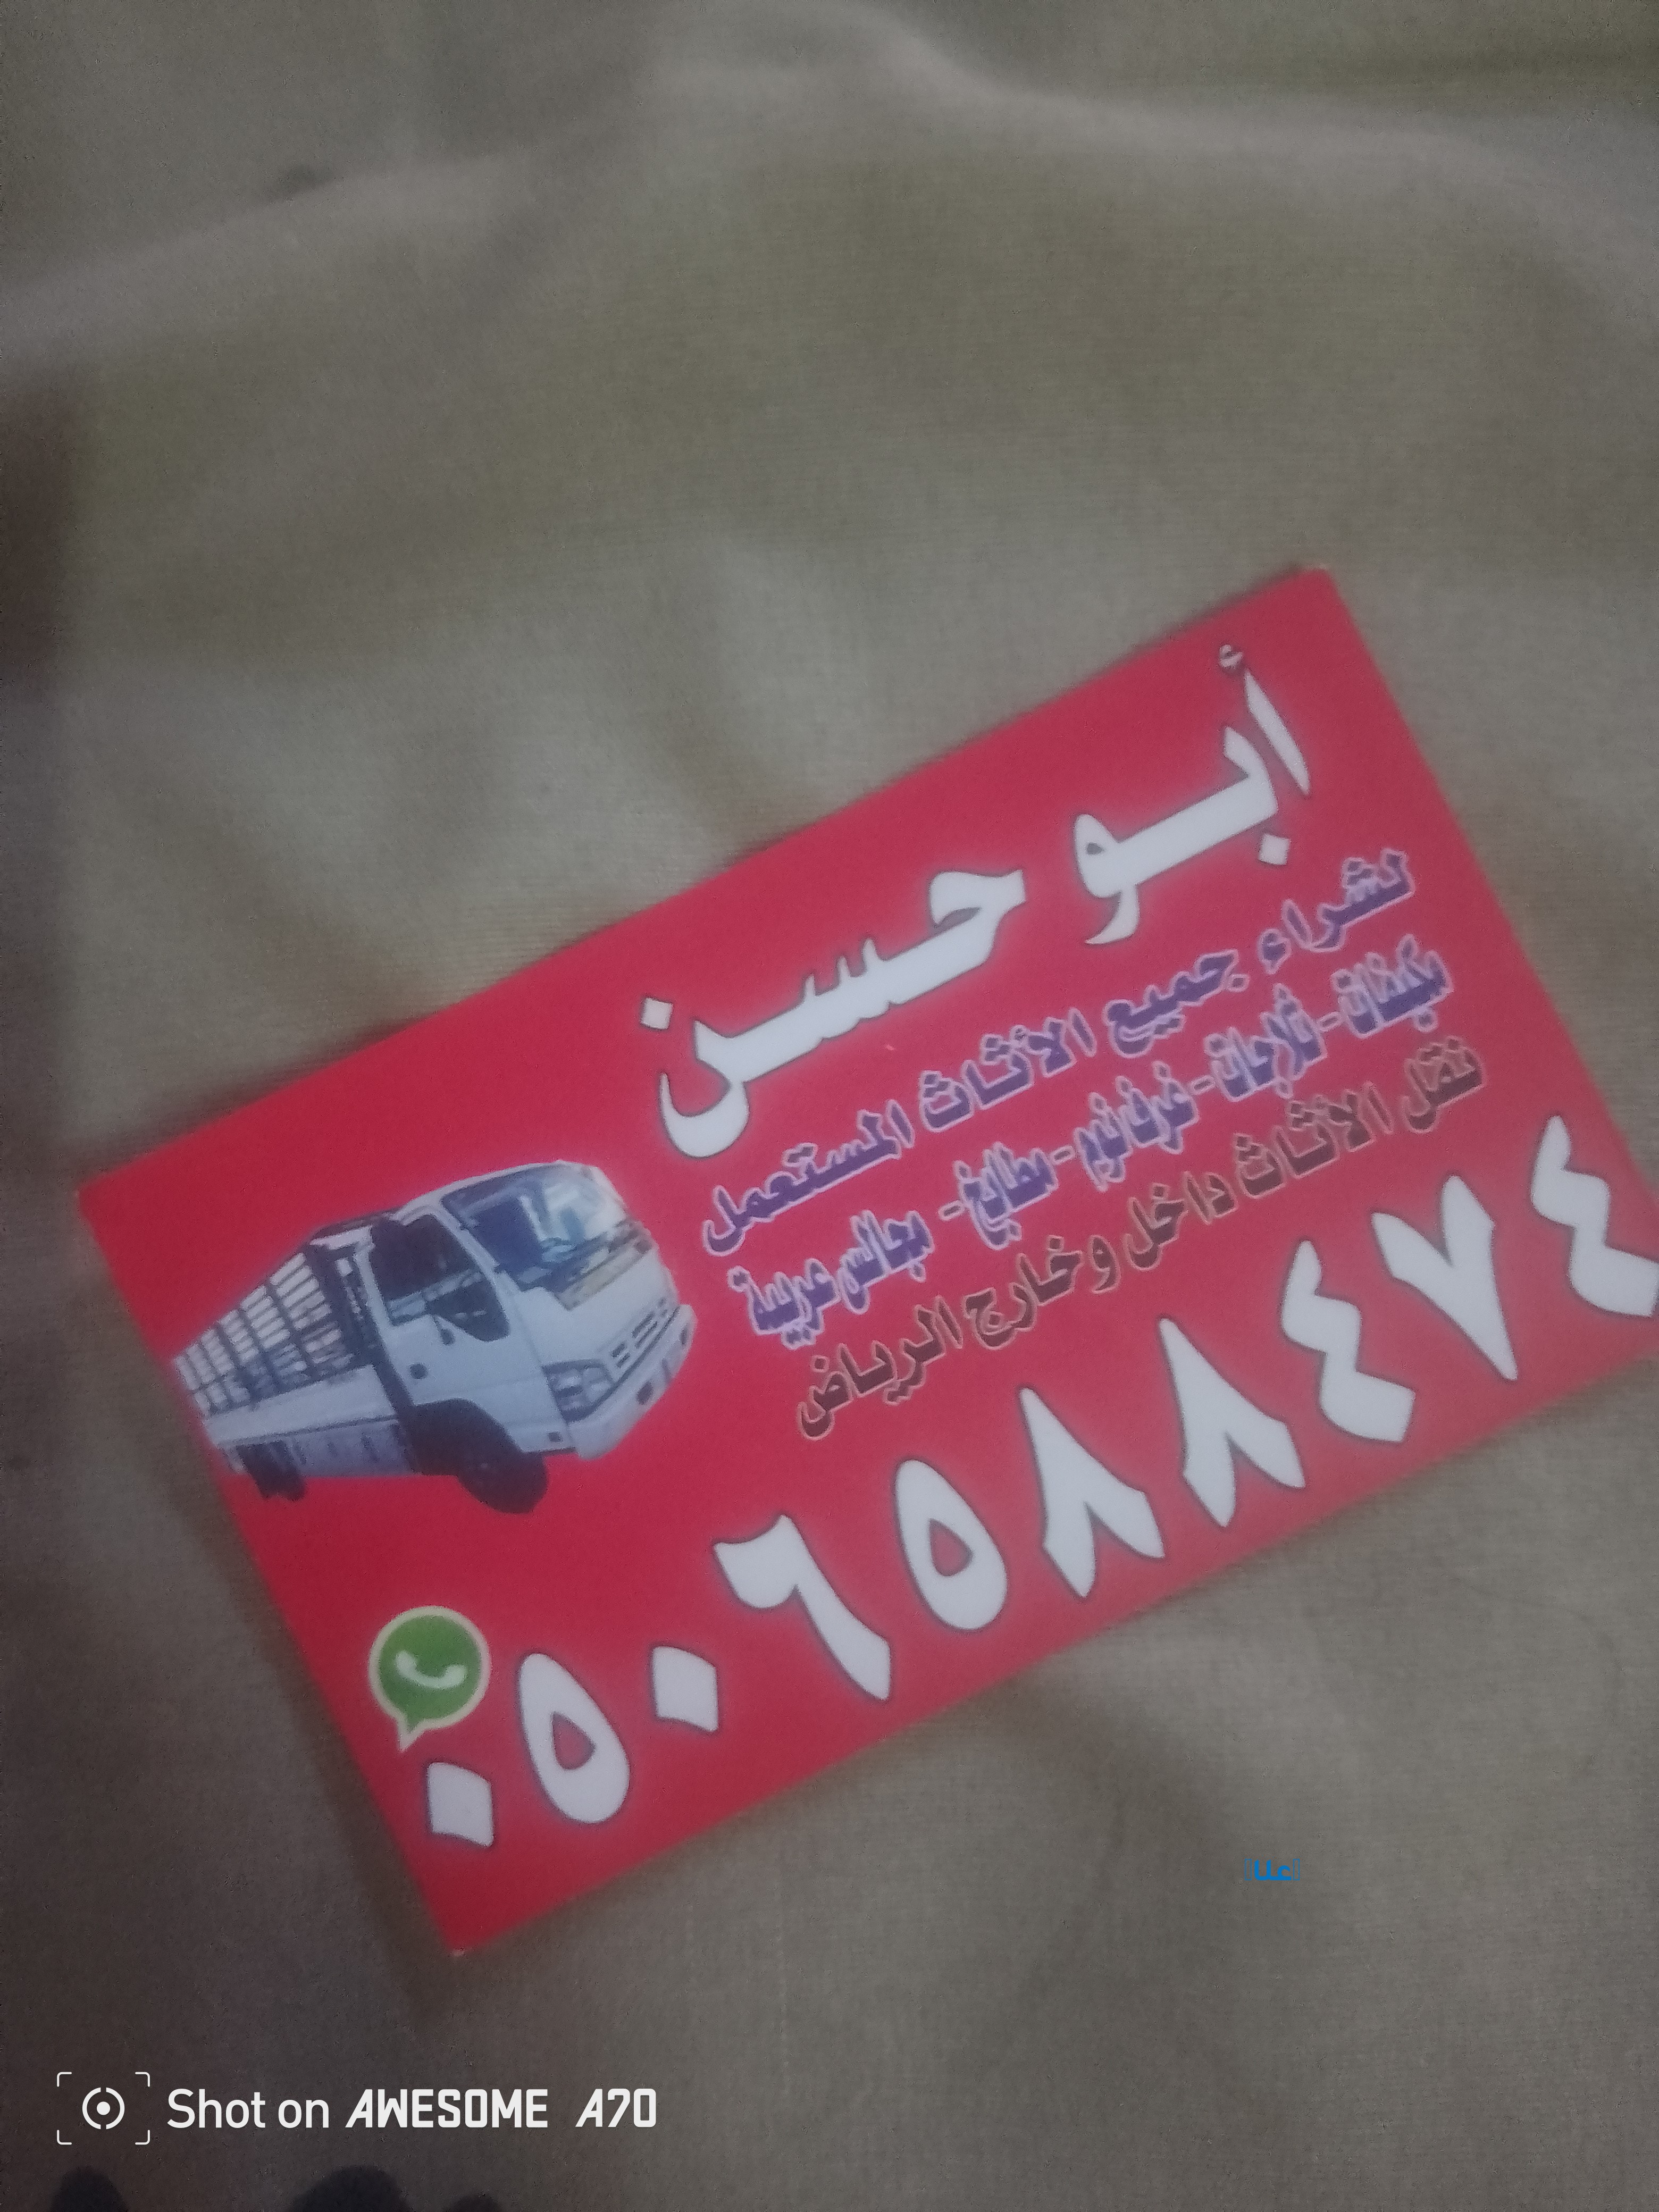 أبو حسن
لشراء جميع الأثاث المستعمل
مكيفات - ثلاجات - غرف نوم - مطابخ - مجالس عربية
نقل الأثاث داخل وخارج الرياض
٠٥٠٦٥٨٨٤٧٤
Shot on AWESOME A70